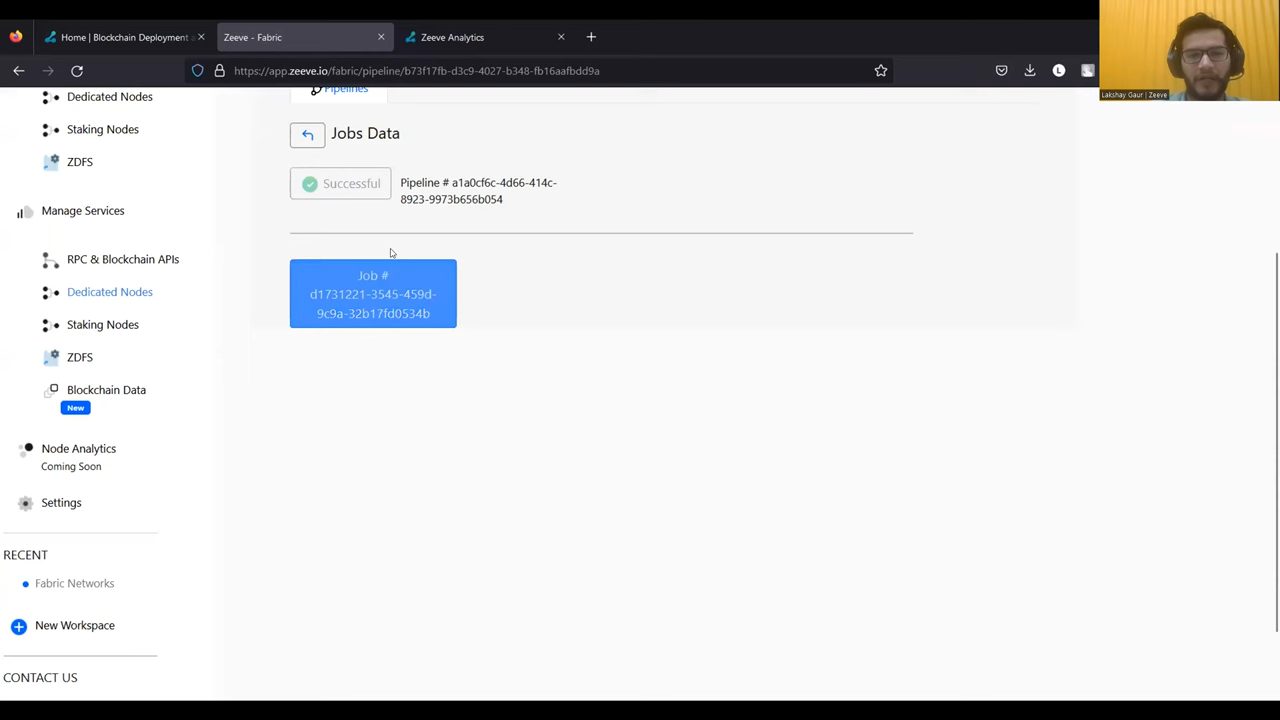 Home | Blockchain Deployment
Zeeve - Fabric
Zeeve Analytics
https://app.zeeve.io/fabric/pipeline/b73f17fb-d3c9-4027-b348-fb16aafbdd9a
L
Lakshay Gaur | Zeeve
Dedicated Nodes
Staking Nodes
ZDFS
Manage Services
RPC & Blockchain APIs
Dedicated Nodes
Staking Nodes
ZDFS
Blockchain Data
New
Node Analytics
Coming Soon
Settings
RECENT
Fabric Networks
New Workspace
CONTACT US
Pipelines
Jobs Data
Successful
Pipeline # a1a0cf6c-4d66-414c-
8923-9973b656b054
Job #
d1731221-3545-459d-
9c9a-32b17fd0534b